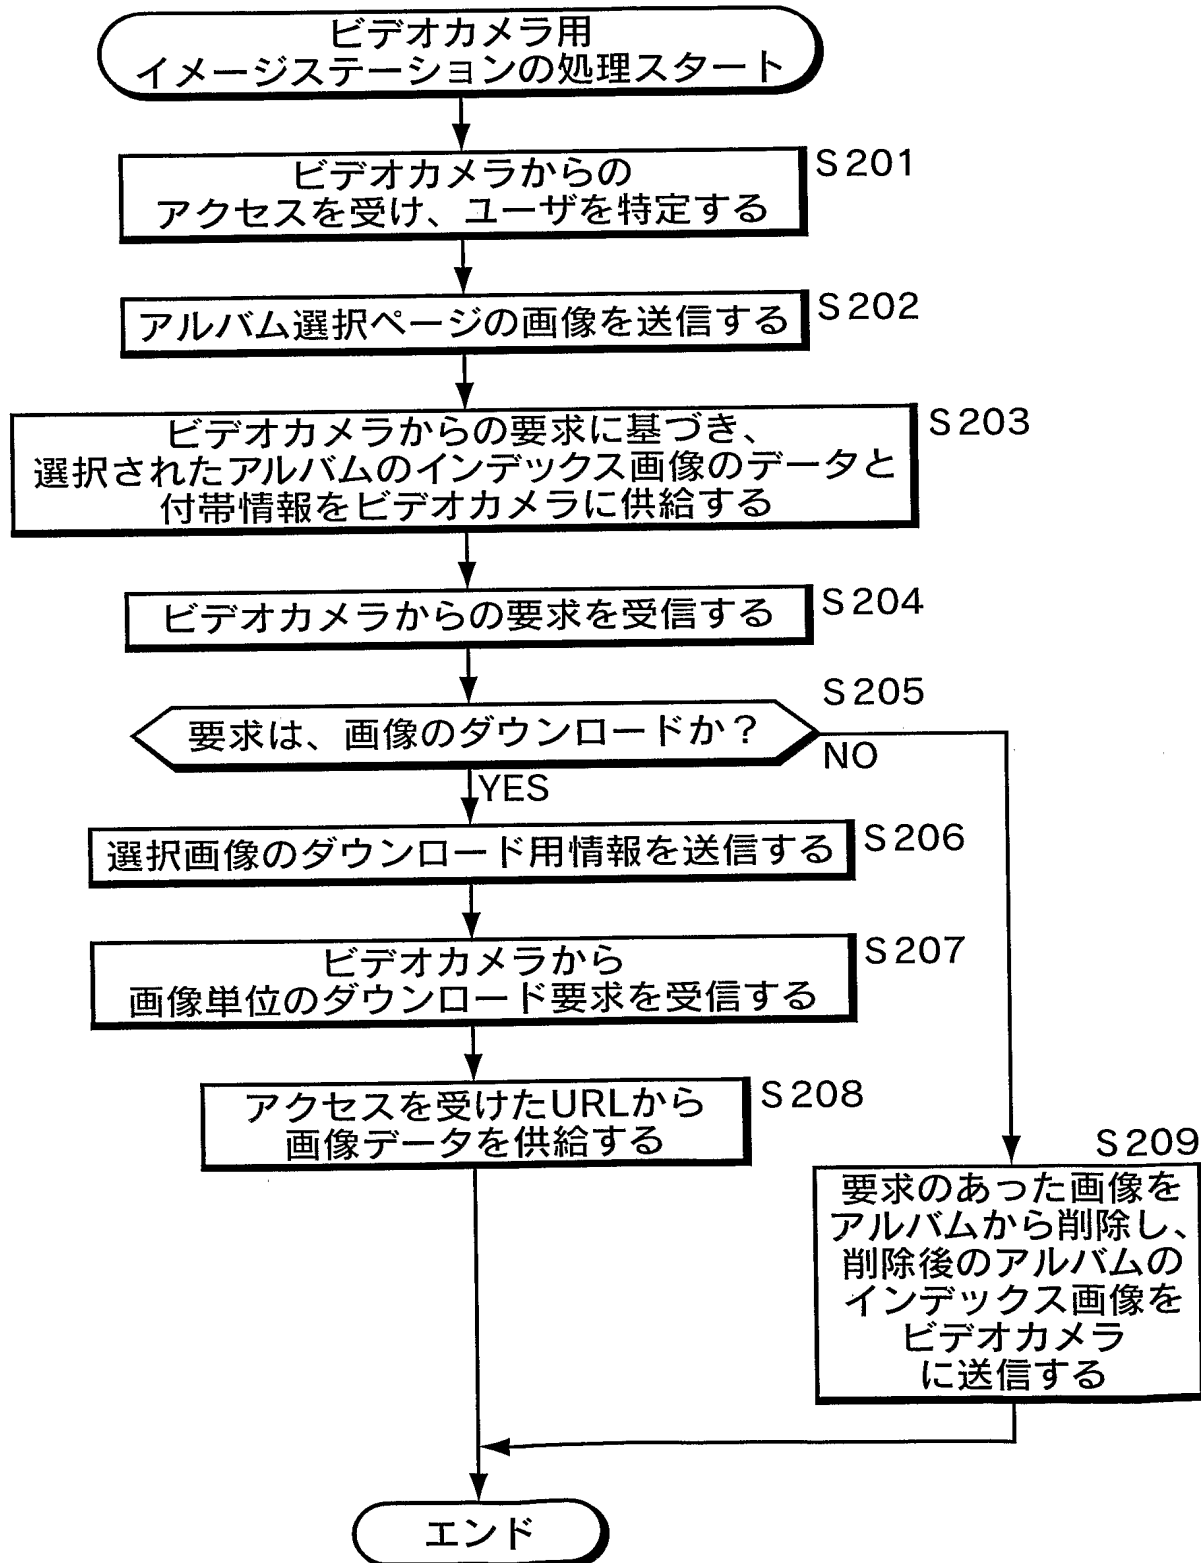 ビデオカメラ用
イメージステーションの処理スタート
ビデオカメラからの
アクセスを受け、ユーザを特定する
S201
アルバム選択ページの画像を送信する
S202
ビデオカメラからの要求に基づき、
選択されたアルバムのインデックス画像のデータと
付帯情報をビデオカメラに供給する
S203
ビデオカメラからの要求を受信する
S204
要求は、画像のダウンロードか？
S205
NO
YES
選択画像のダウンロード用情報を送信する
S206
ビデオカメラから
画像単位のダウンロード要求を受信する
S207
アクセスを受けたURLから
画像データを供給する
S208
S209
要求のあった画像を
アルバムから削除し、
削除後のアルバムの
インデックス画像を
ビデオカメラ
に送信する
エンド